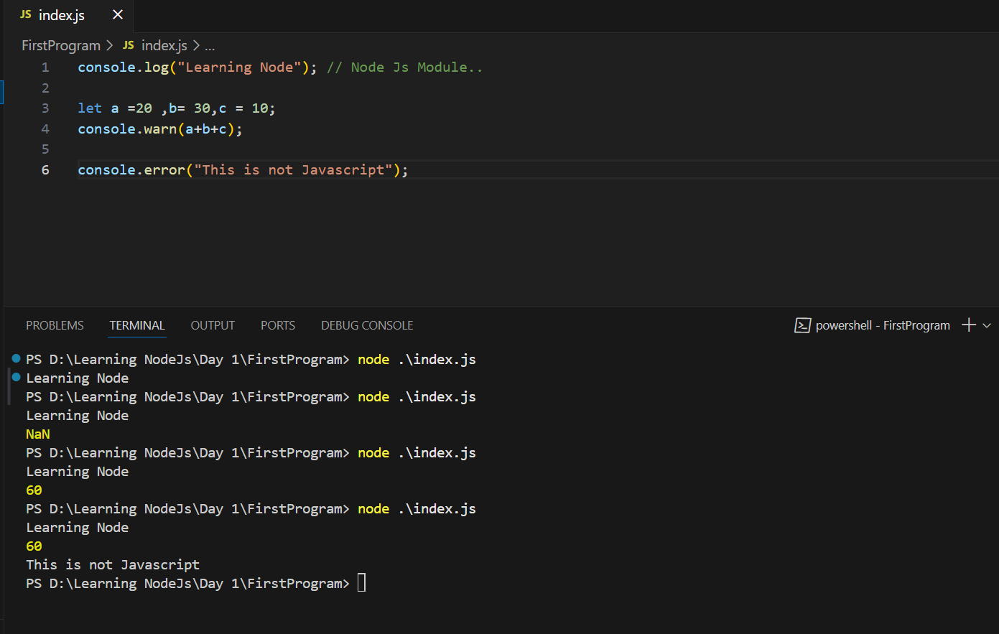 JS index.js ×
FirstProgram > JS index.js > ...
1 console.log("Learning Node"); // Node Js Module..
2
3 let a =20 ,b= 30,c = 10;
4 console.warn(a+b+c);
5
6 console.error("This is not Javascript");
PROBLEMS TERMINAL OUTPUT PORTS DEBUG CONSOLE powershell - FirstProgram
PS D:\Learning NodeJs\Day 1\FirstProgram> node .\index.js
Learning Node
PS D:\Learning NodeJs\Day 1\FirstProgram> node .\index.js
Learning Node
NaN
PS D:\Learning NodeJs\Day 1\FirstProgram> node .\index.js
Learning Node
60
PS D:\Learning NodeJs\Day 1\FirstProgram> node .\index.js
Learning Node
60
This is not Javascript
PS D:\Learning NodeJs\Day 1\FirstProgram>